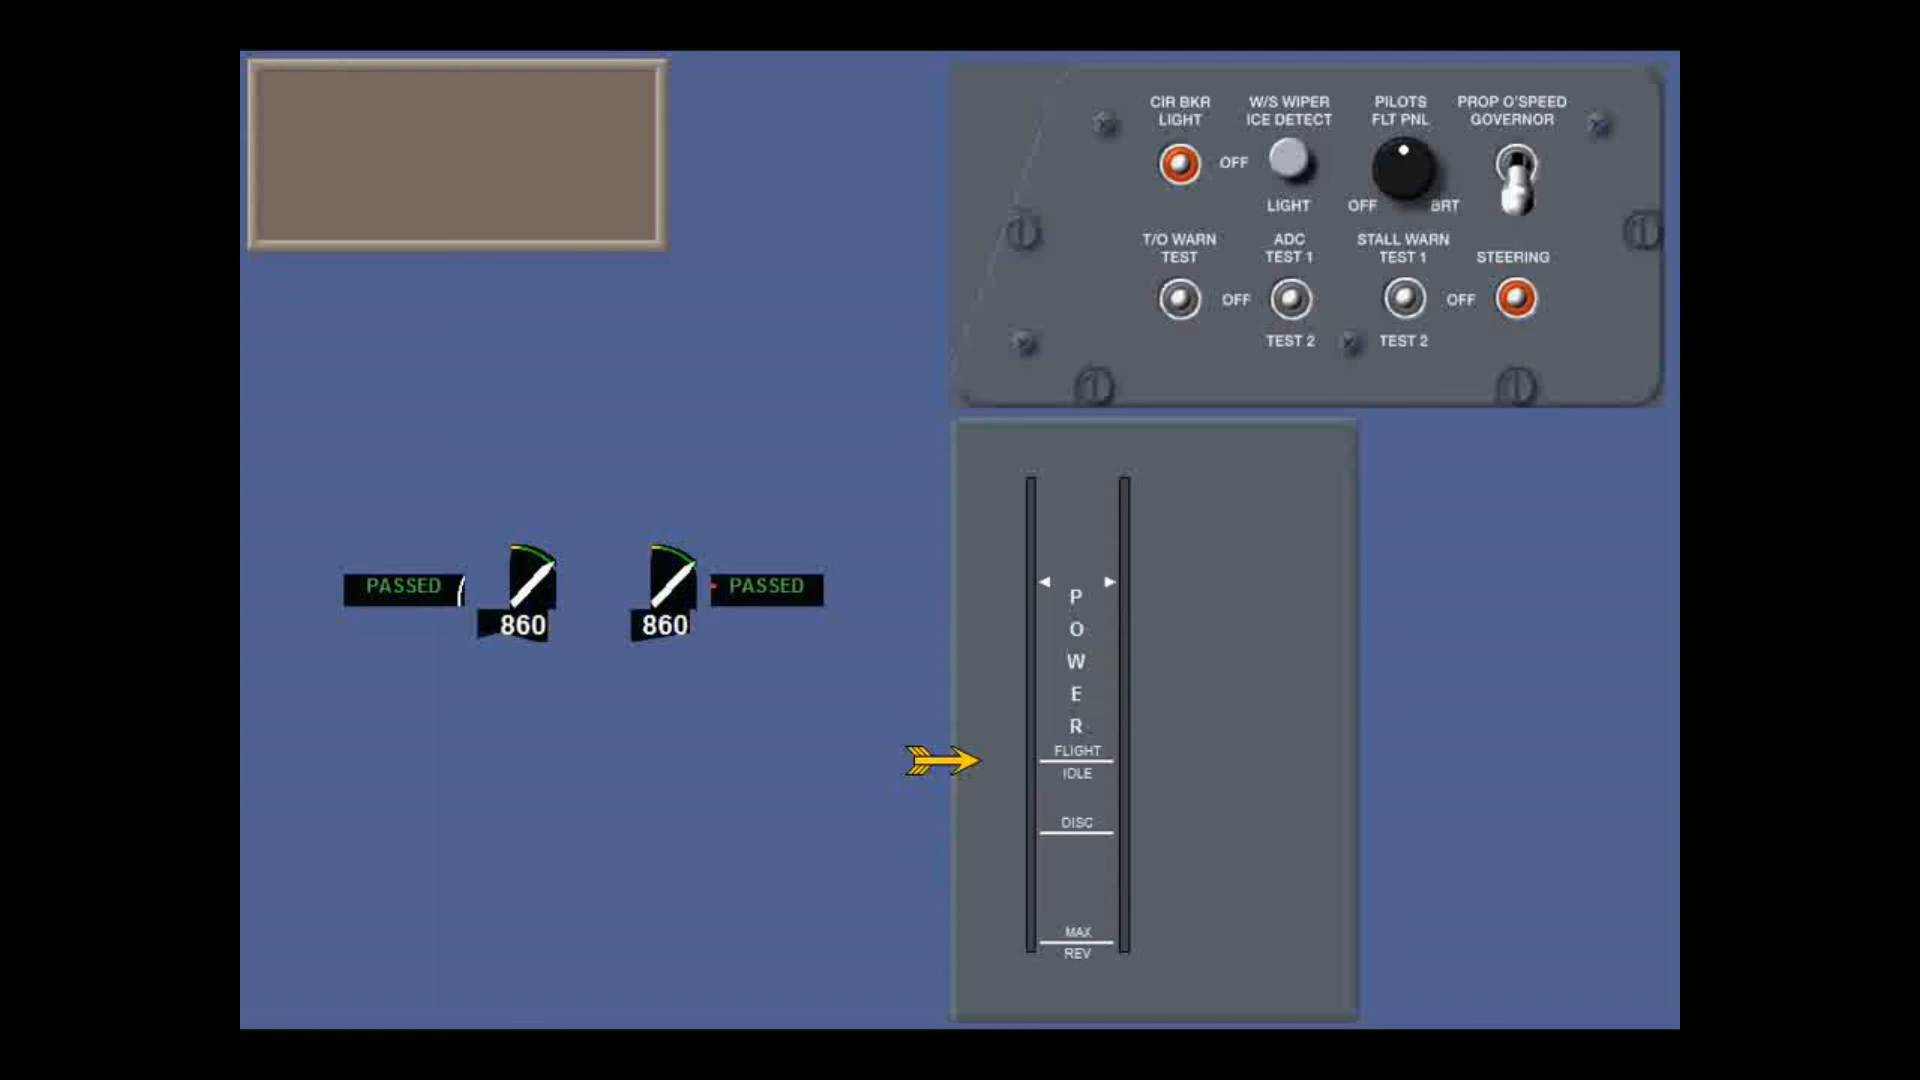 CIR BKR
LIGHT
W/S WIPER
ICE DETECT
PILOTS
FLT PNL
PROP O'SPEED
GOVERNOR
OFF
LIGHT
OFF
BRT
T/O WARN
TEST
ADC
TEST 1
STALL WARN
TEST 1
STEERING
OFF
OFF
TEST 2
TEST 2
PASSED
860
860
PASSED
P
O
W
E
R
FLIGHT
IDLE
DISC
MAX
REV